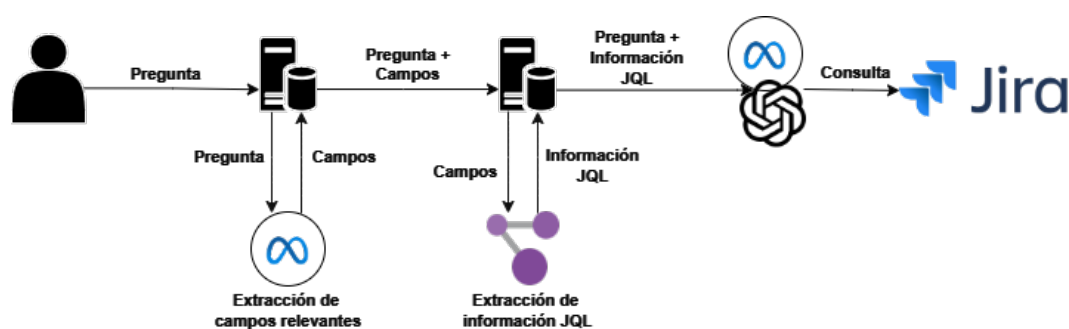 Pregunta
Pregunta +
Campos
Pregunta +
Información
JQL
Consulta
Jira
Pregunta
Campos
Campos
Información
JQL
Extracción de
campos relevantes
Extracción de
información JQL